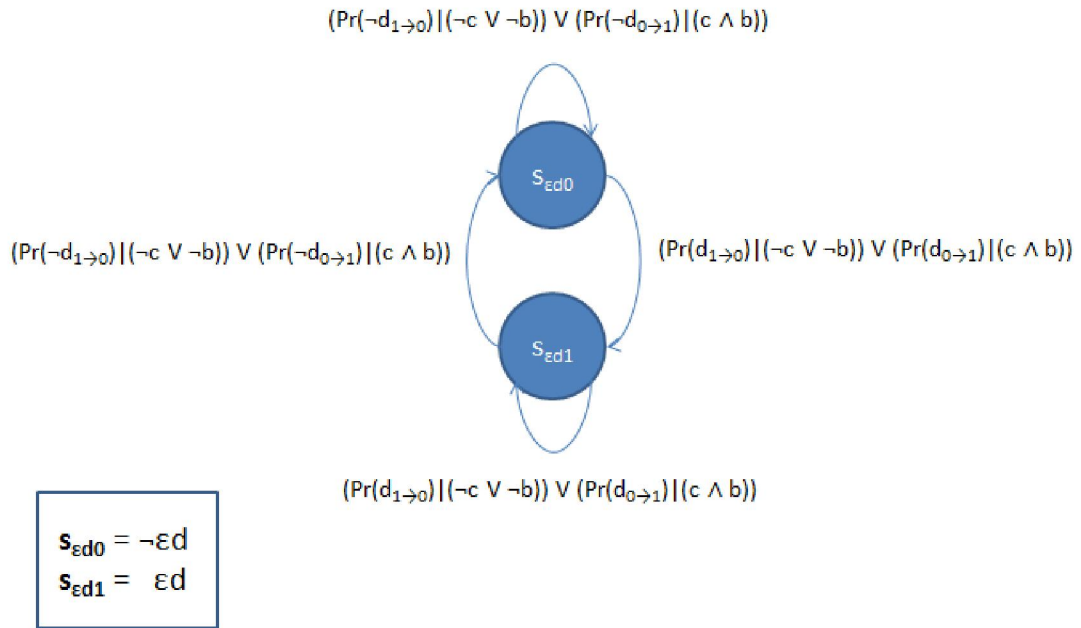 (Pr(¬d₁→₀)|(¬c V ¬b)) V (Pr(¬d₀→₁)|(c Λ b))
sεd0
(Pr(¬d₁→₀)|(¬c V ¬b)) V (Pr(¬d₀→₁)|(c Λ b))
(Pr(d₁→₀)|(¬c V ¬b)) V (Pr(d₀→₁)|(c Λ b))
sεd1
(Pr(d₁→₀)|(¬c V ¬b)) V (Pr(d₀→₁)|(c Λ b))
sεd0 = ¬εd
sεd1 = εd